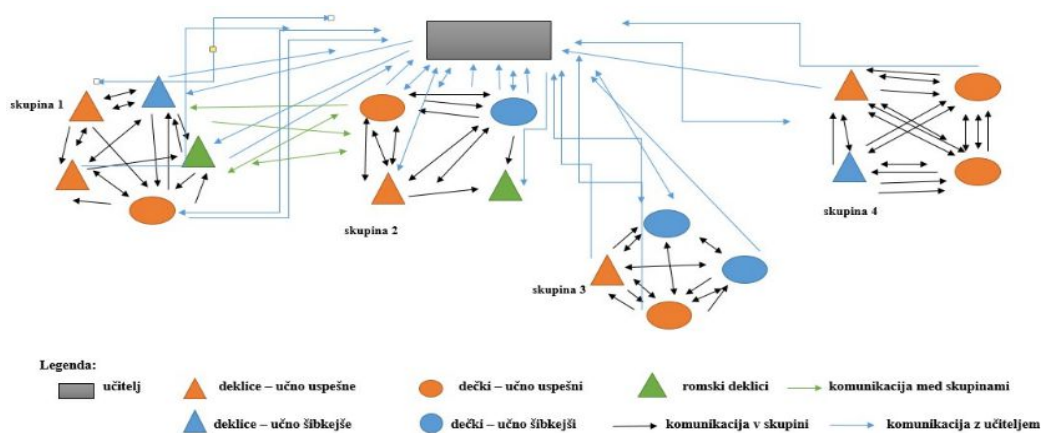 skupina 1
skupina 2
skupina 3
skupina 4
Legenda:
učitelj
deklice – učno uspešne
dečki – učno uspešni
romski deklici
komunikacija med skupinami
deklice – učno šibkejše
dečki – učno šibkejši
komunikacija v skupini
komunikacija z učiteljem